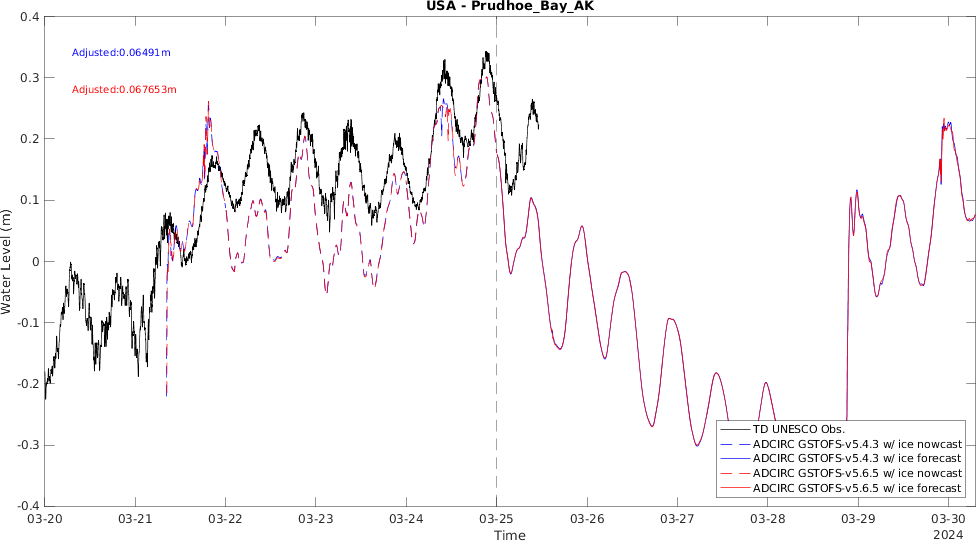 USA - Prudhoe_Bay_AK
Adjusted:0.06491m
Adjusted:0.067653m
Water Level (m)
0.4
0.3
0.2
0.1
0
-0.1
-0.2
-0.3
-0.4
TD UNESCO Obs.
ADCIRC GSTOFS-v5.4.3 w/ ice nowcast
ADCIRC GSTOFS-v5.4.3 w/ ice forecast
ADCIRC GSTOFS-v5.6.5 w/ ice nowcast
ADCIRC GSTOFS-v5.6.5 w/ ice forecast
03-20 03-21 03-22 03-23 03-24 03-25 03-26 03-27 03-28 03-29 03-30
Time
2024